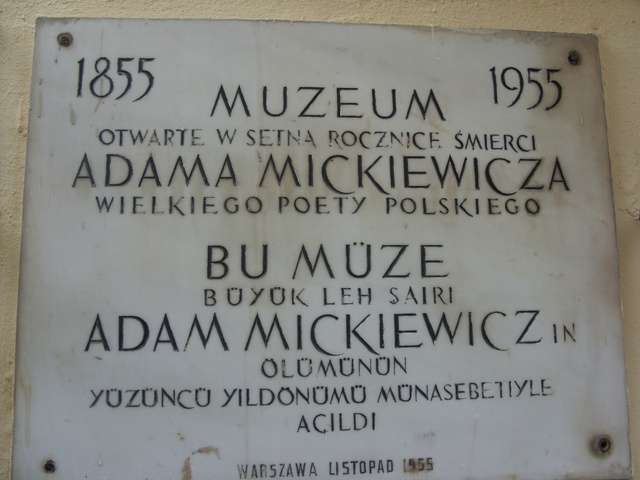 1855 1955
MUZEUM
OTWARTE W SETNĄ ROCZNICĘ ŚMIERCI
ADAMA MICKIEWICZA
WIELKIEGO POETY POLSKIEGO
BU MÜZE
BÜYÜK LEH SAIRI
ADAM MICKIEWICZ IN
ÖLÜMÜNÜN
YÜZÜNCÜ YILDÖNÜMÜ MÜNASEBETIYLE
AÇILDI
WARSZAWA LISTOPAD 1955